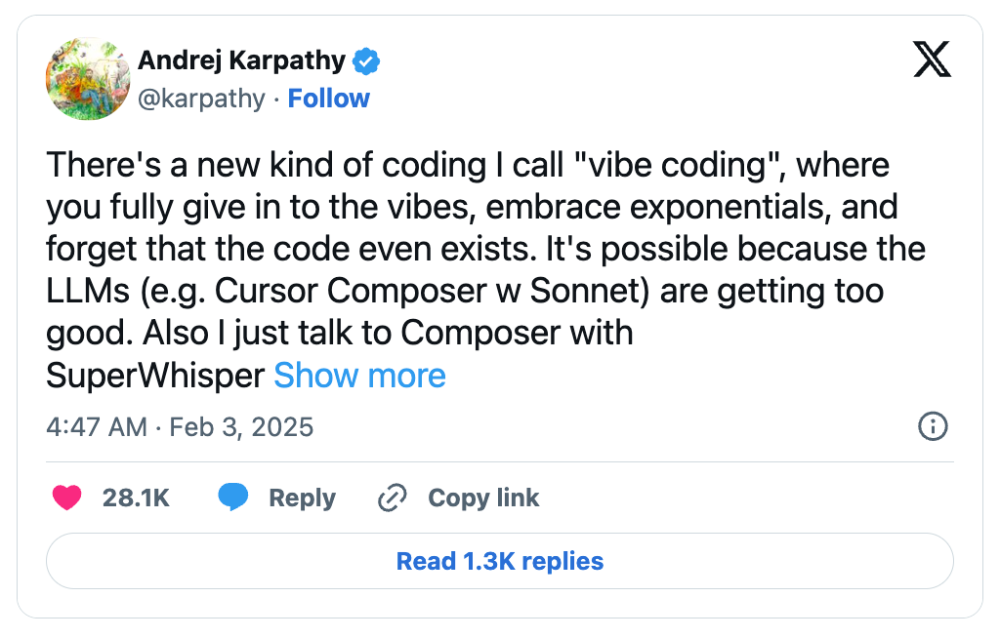 Andrej Karpathy
@karpathy · Follow
There's a new kind of coding I call "vibe coding", where
you fully give in to the vibes, embrace exponentials, and
forget that the code even exists. It's possible because the
LLMs (e.g. Cursor Composer w Sonnet) are getting too
good. Also I just talk to Composer with
SuperWhisper Show more
4:47 AM · Feb 3, 2025
28.1K Reply Copy link
Read 1.3K replies